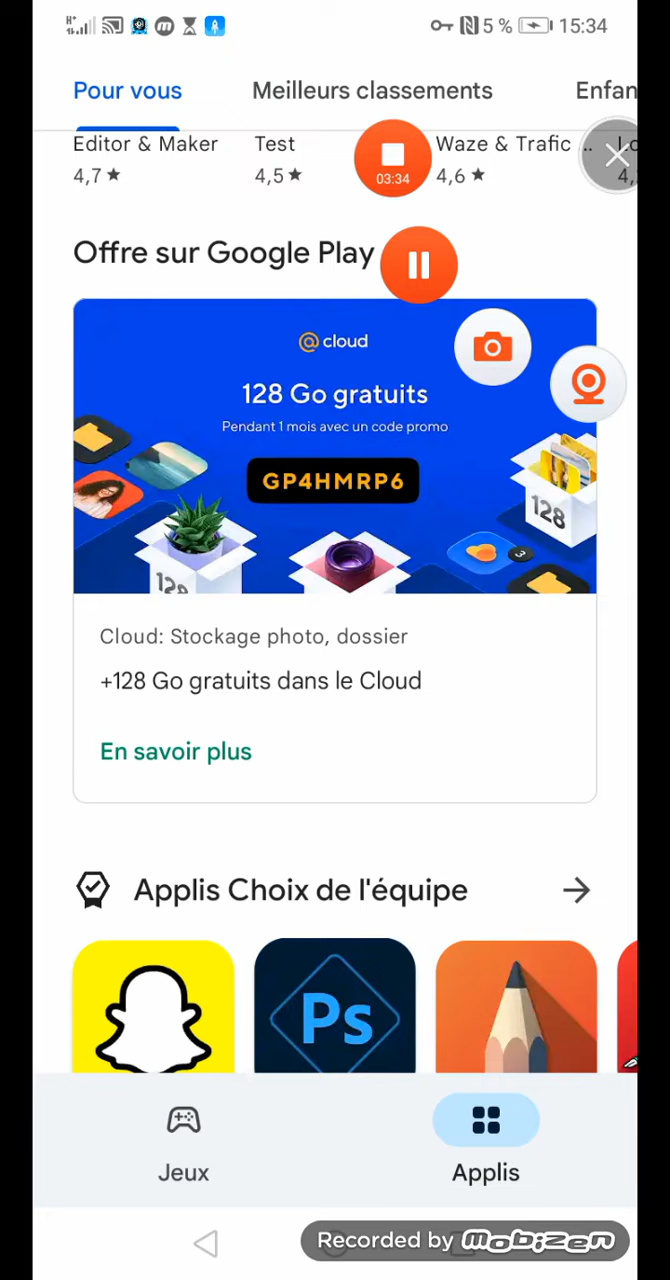 H+ 5 % 15:34
Pour vous Meilleurs classements Enfan
Editor & Maker Test Waze & Trafic ..
4,7 ★ 4,5 ★ 4,6 ★ 4,
03:34
Offre sur Google Play
@ cloud
128 Go gratuits
Pendant 1 mois avec un code promo
GP4HMRP6
128
128
3
Cloud: Stockage photo, dossier
+128 Go gratuits dans le Cloud
En savoir plus
Applis Choix de l'équipe
Ps
Jeux Applis
Recorded by mobizen